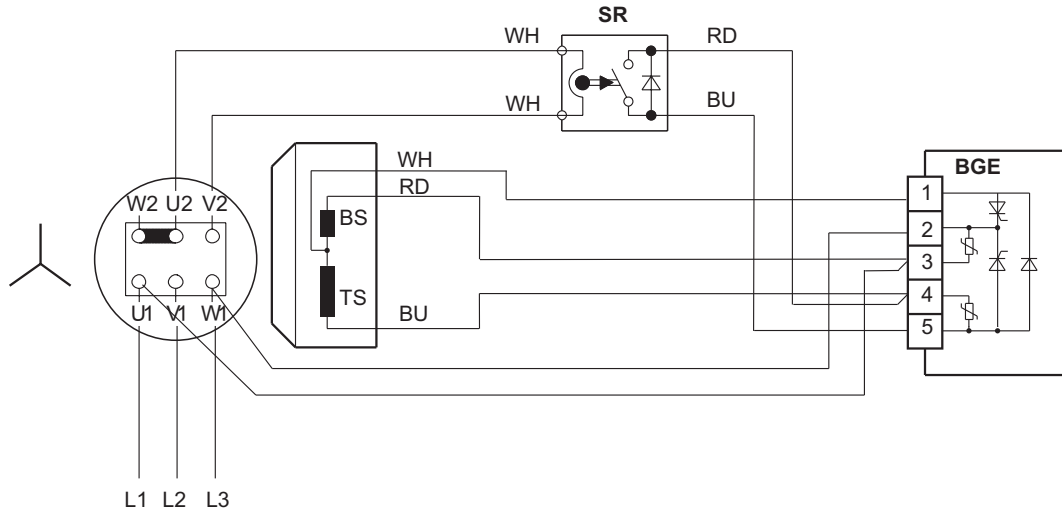 SR
WH
RD
WH
BU
BGE
WH
RD
W2 U2 V2
BS
TS
U1 V1 W1
BU
1
2
3
4
5
L1 L2 L3